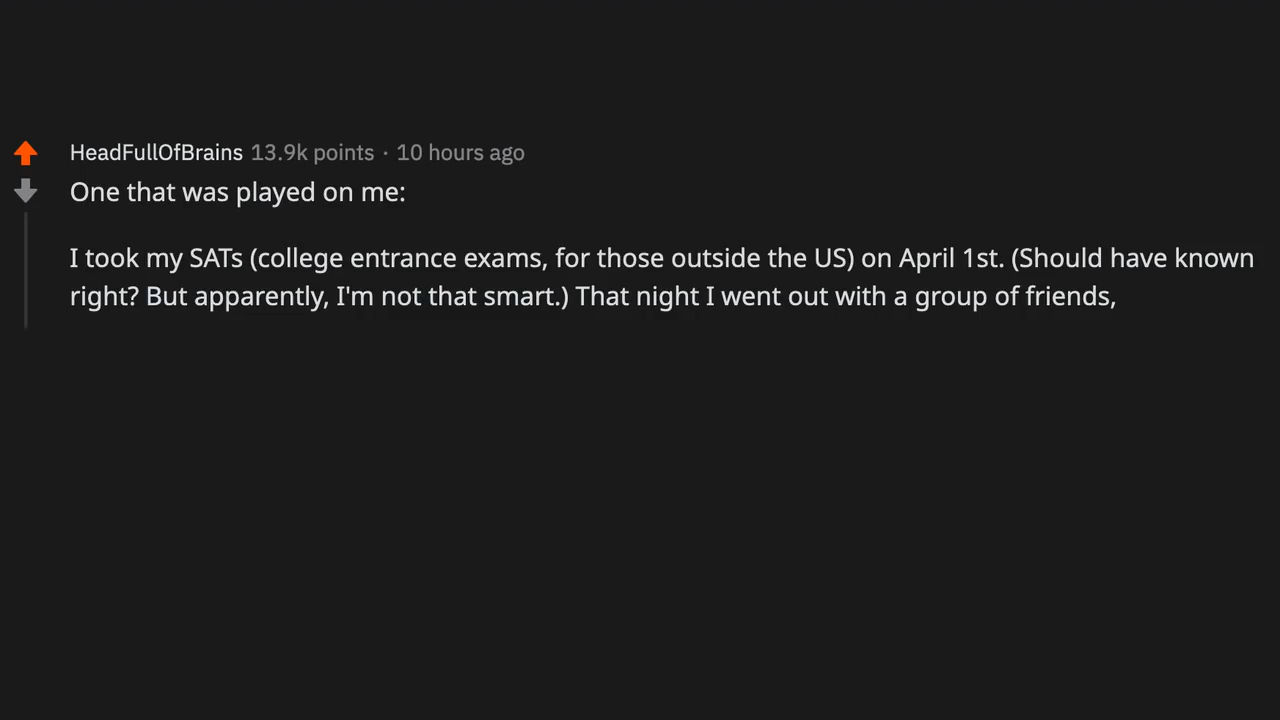 HeadFullOfBrains 13.9k points · 10 hours ago
One that was played on me:
I took my SATs (college entrance exams, for those outside the US) on April 1st. (Should have known
right? But apparently, I'm not that smart.) That night I went out with a group of friends,